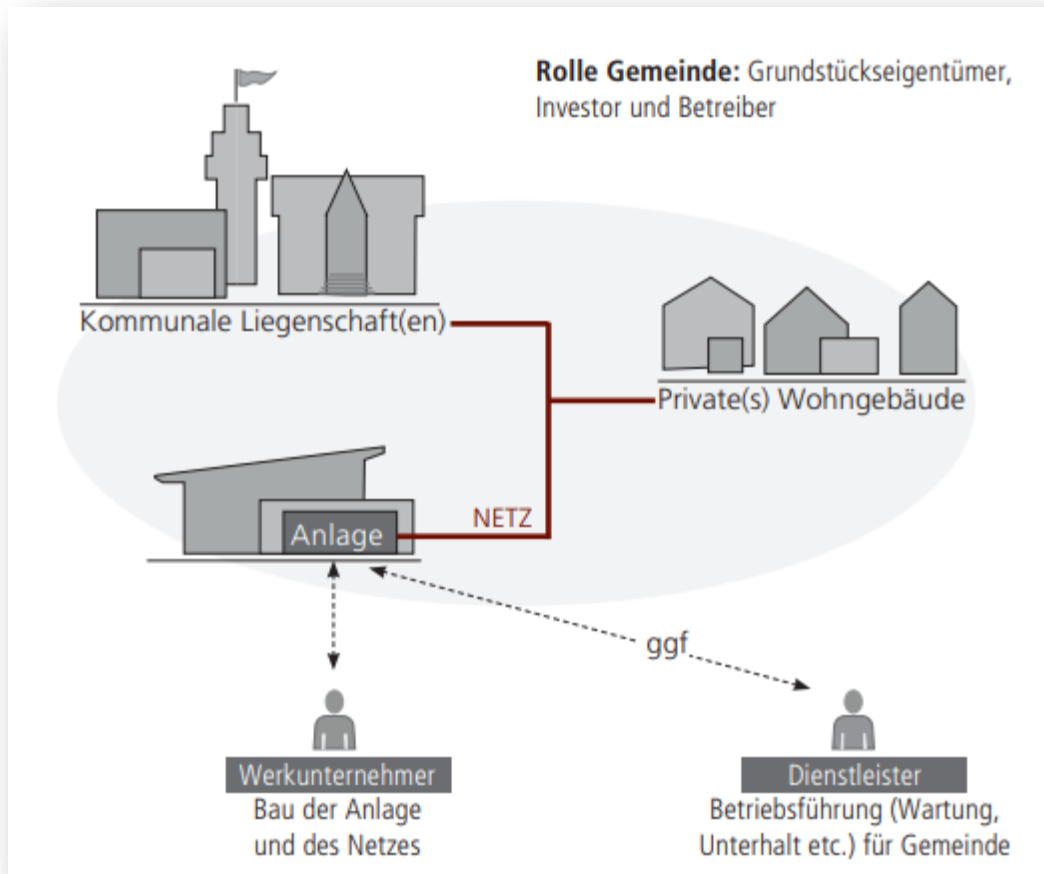 Rolle Gemeinde: Grundstückseigentümer,
Investor und Betreiber
Kommunale Liegenschaft(en)
Private(s) Wohngebäude
NETZ
Anlage
ggf
Werkunternehmer
Bau der Anlage
und des Netzes
Dienstleister
Betriebsführung (Wartung,
Unterhalt etc.) für Gemeinde